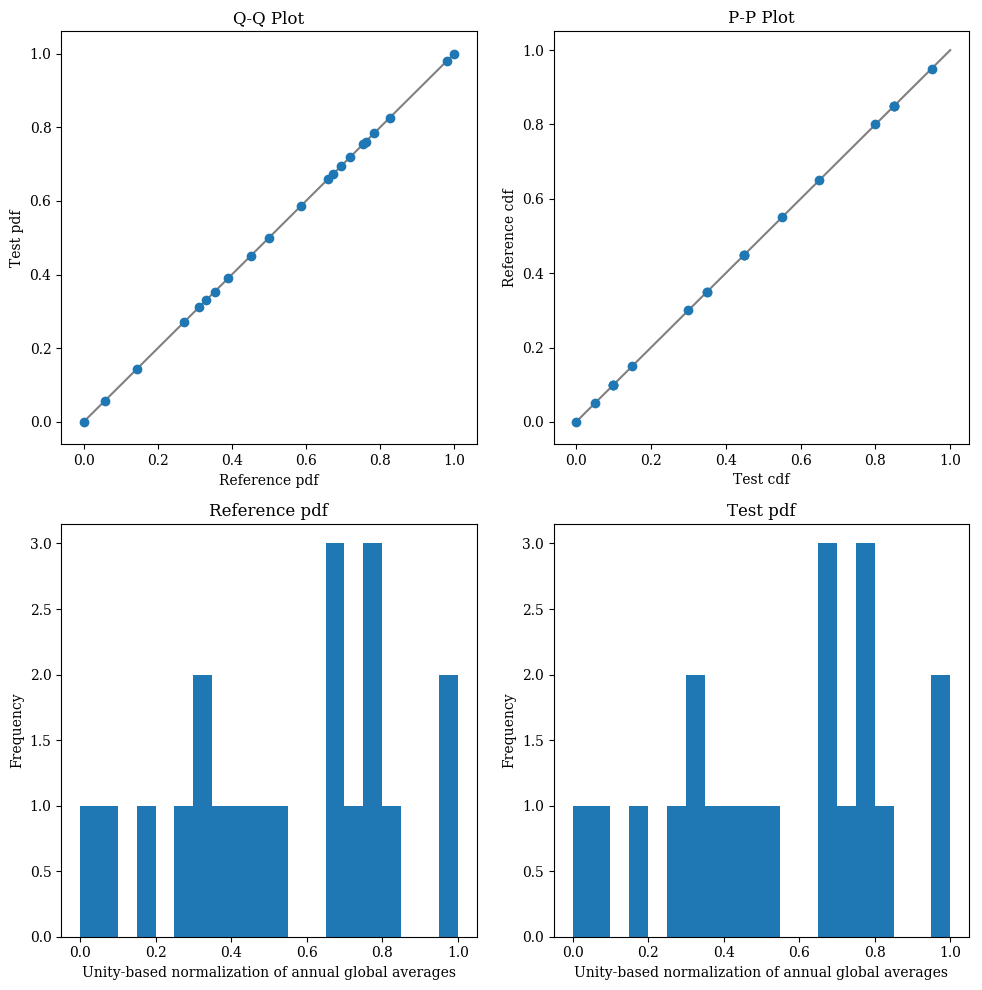 Q-Q Plot
1.0
0.8
0.6
0.4
0.2
0.0
Test pdf
0.0 0.2 0.4 0.6 0.8 1.0
Reference pdf
P-P Plot
1.0
0.8
0.6
0.4
0.2
0.0
Reference cdf
0.0 0.2 0.4 0.6 0.8 1.0
Test cdf
Reference pdf
3.0
2.5
2.0
1.5
1.0
0.5
0.0
Frequency
0.0 0.2 0.4 0.6 0.8 1.0
Unity-based normalization of annual global averages
Test pdf
3.0
2.5
2.0
1.5
1.0
0.5
0.0
Frequency
0.0 0.2 0.4 0.6 0.8 1.0
Unity-based normalization of annual global averages